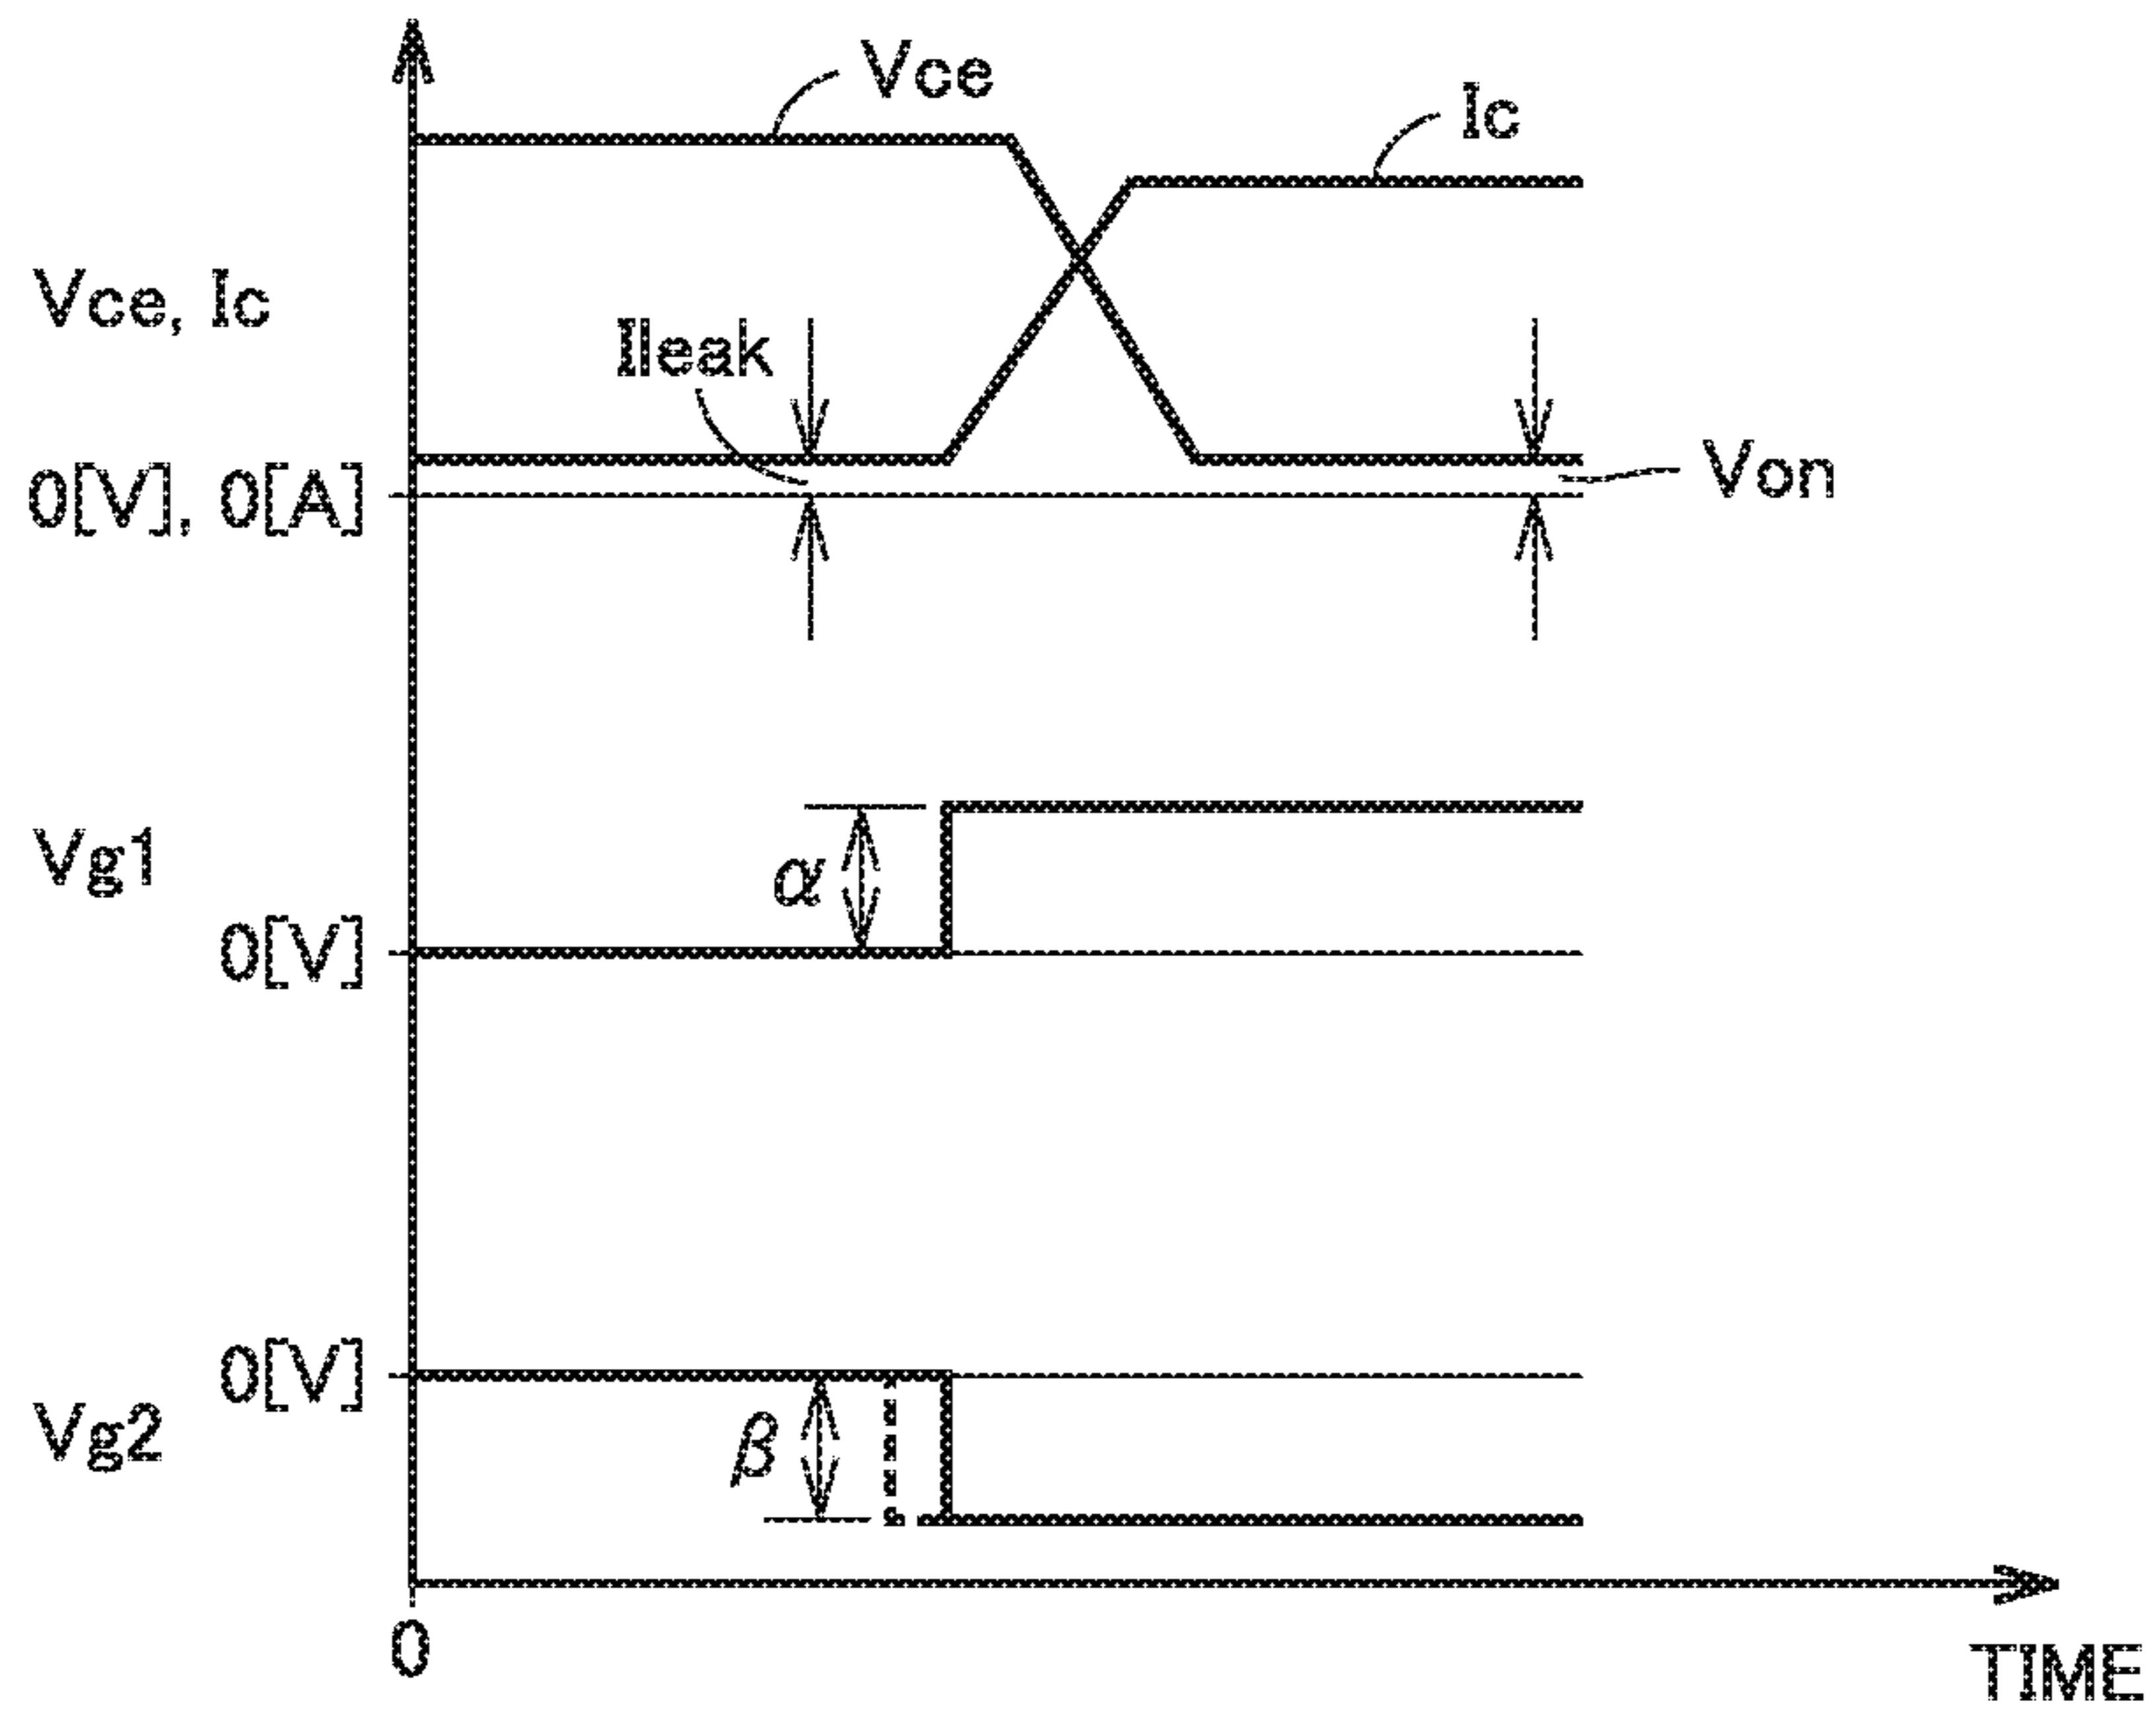 Vce
Ic
Vce, Ic
Ileak
0[V], 0[A]
Von
Vg1
α
0[V]
0[V]
Vg2
β
0
TIME